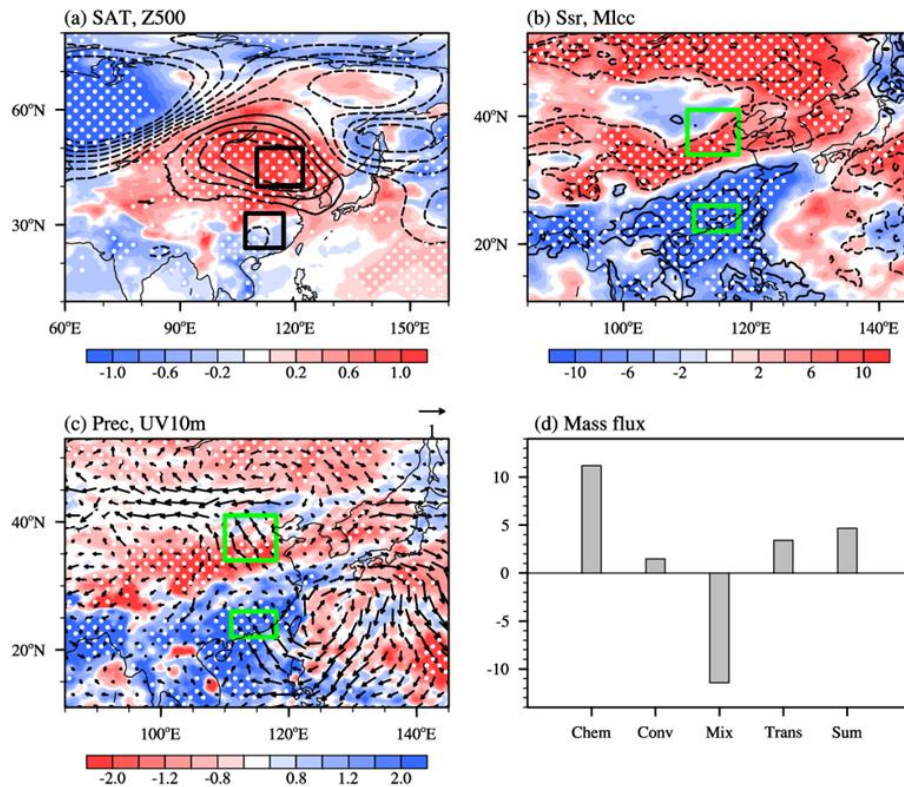 (a) SAT, Z500
60°N
30°N
60°E 90°E 120°E 150°E
-1.0 -0.6 -0.2 0.2 0.6 1.0
(b) Ssr, Mlcc
40°N
20°N
100°E 120°E 140°E
-10 -6 -2 2 6 10
(c) Prec, UV10m
1
40°N
20°N
100°E 120°E 140°E
-2.0 -1.2 -0.8 0.8 1.2 2.0
(d) Mass flux
10
5
0
-5
-10
Chem Conv Mix Trans Sum